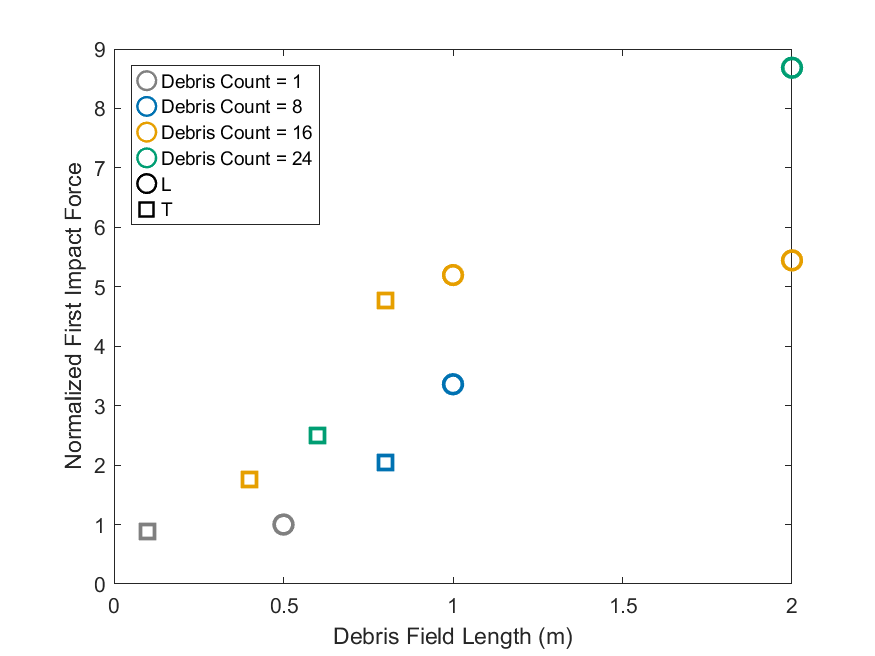 9
8
7
6
5
4
3
2
1
0
Normalized First Impact Force
Debris Count = 1
Debris Count = 8
Debris Count = 16
Debris Count = 24
L
T
0
0.5
1
1.5
2
Debris Field Length (m)